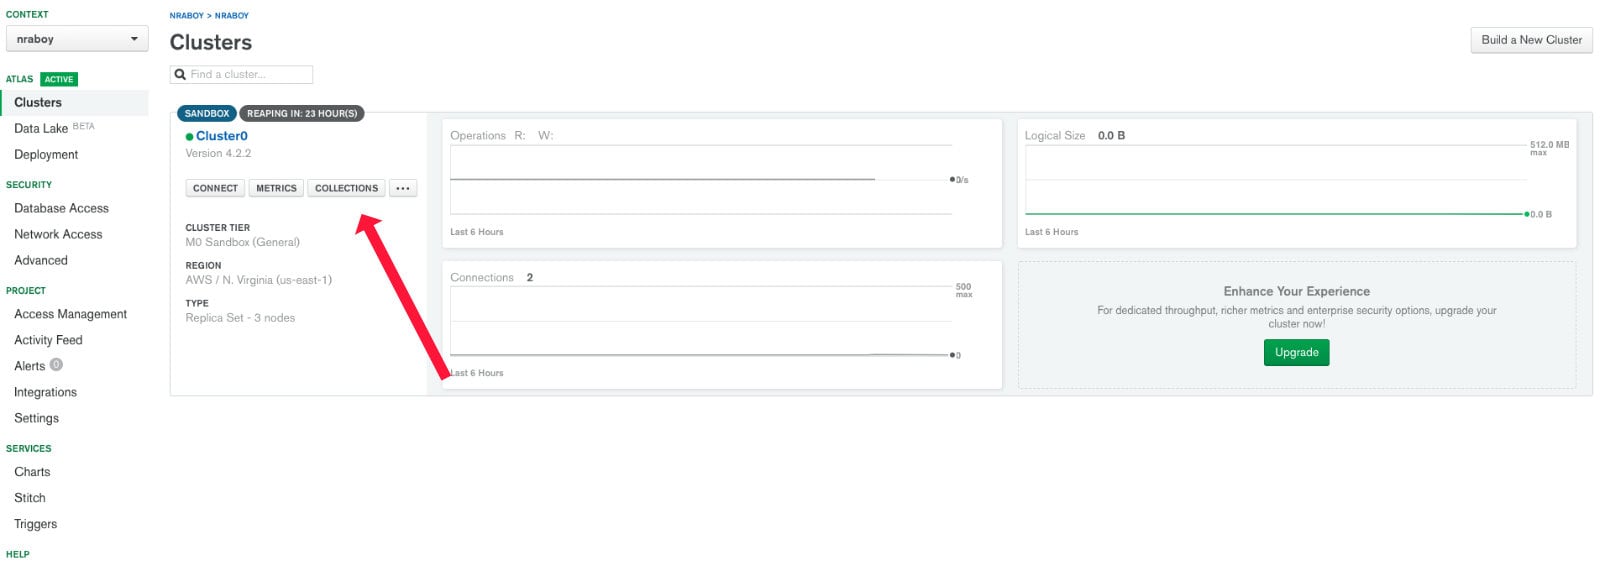 CONTEXT
nraboy
ATLAS ACTIVE
Clusters
Data Lake BETA
Deployment
SECURITY
Database Access
Network Access
Advanced
PROJECT
Access Management
Activity Feed
Alerts 0
Integrations
Settings
SERVICES
Charts
Stitch
Triggers
HELP
NRABOY > NRABOY
Clusters
Build a New Cluster
Find a cluster...
SANDBOX REAPING IN: 23 HOUR(S)
Cluster0
Version 4.2.2
CONNECT METRICS COLLECTIONS ...
CLUSTER TIER
M0 Sandbox (General)
REGION
AWS / N. Virginia (us-east-1)
TYPE
Replica Set - 3 nodes
Operations R: W:
0/s
Last 6 Hours
Logical Size 0.0 B
512.0 MB
max
0.0 B
Last 6 Hours
Connections 2
500
max
0
Last 6 Hours
Enhance Your Experience
For dedicated throughput, richer metrics and enterprise security options, upgrade your
cluster now!
Upgrade